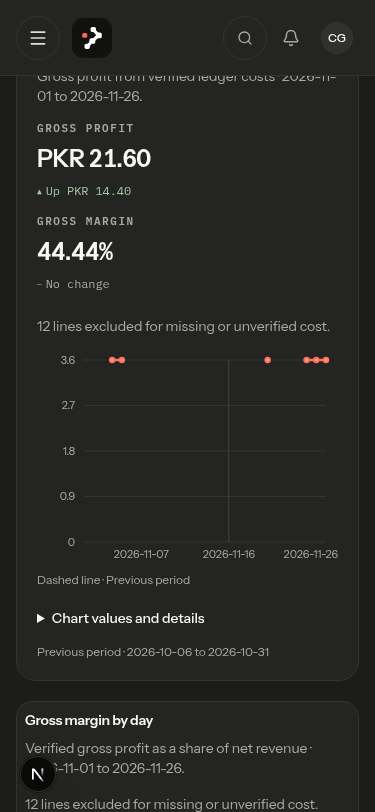 CG
Gross profit from verified ledger costs · 2026-11-
01 to 2026-11-26.
GROSS PROFIT
PKR 21.60
▲ Up PKR 14.40
GROSS MARGIN
44.44%
– No change
12 lines excluded for missing or unverified cost.
3.6
2.7
1.8
0.9
0
2026-11-07 2026-11-16 2026-11-26
Dashed line · Previous period
▶ Chart values and details
Previous period · 2026-10-06 to 2026-10-31
Gross margin by day
Verified gross profit as a share of net revenue ·
6-11-01 to 2026-11-26.
N
12 lines excluded for missing or unverified cost.